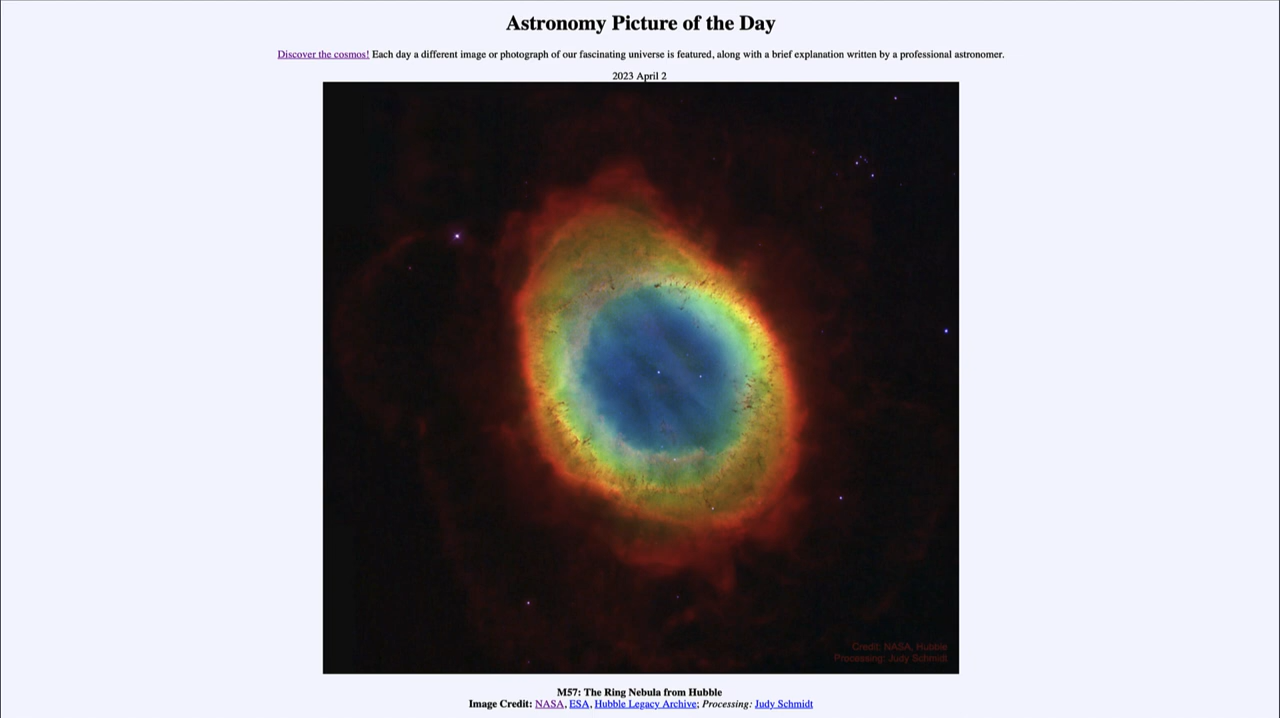 Astronomy Picture of the Day
Discover the cosmos! Each day a different image or photograph of our fascinating universe is featured, along with a brief explanation written by a professional astronomer.
2023 April 2
Credit: NASA, Hubble
Processing: Judy Schmidt
M57: The Ring Nebula from Hubble
Image Credit: NASA, ESA, Hubble Legacy Archive; Processing: Judy Schmidt